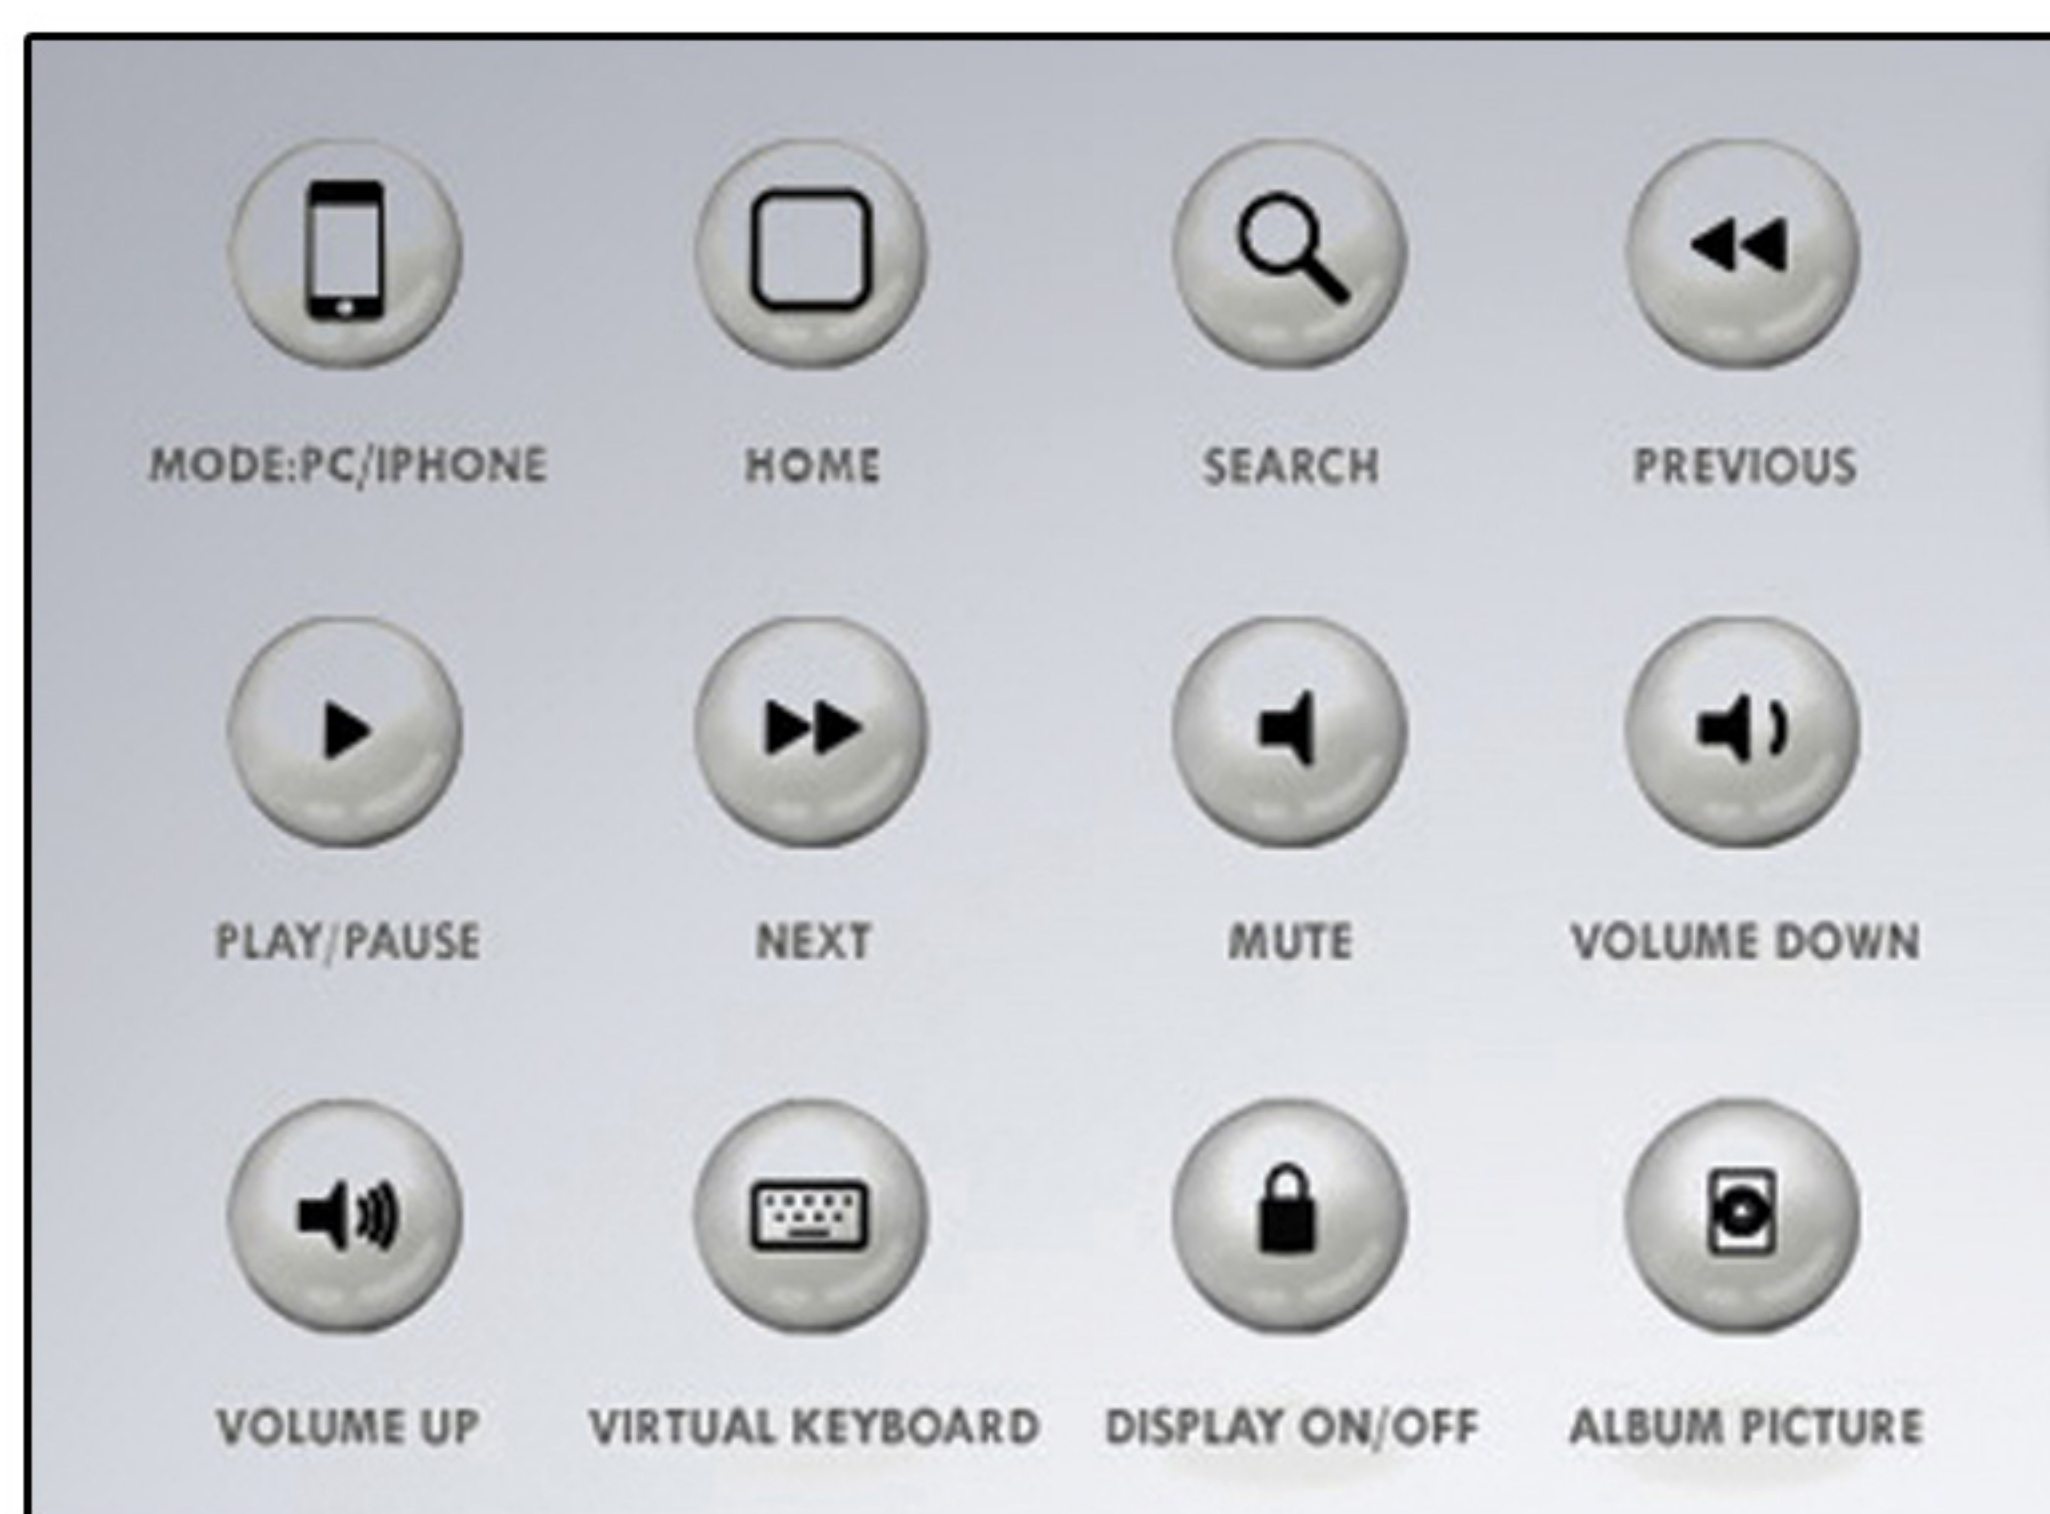 MODE:PC/IPHONE
HOME
SEARCH
PREVIOUS
PLAY/PAUSE
NEXT
MUTE
VOLUME DOWN
VOLUME UP
VIRTUAL KEYBOARD
DISPLAY ON/OFF
ALBUM PICTURE